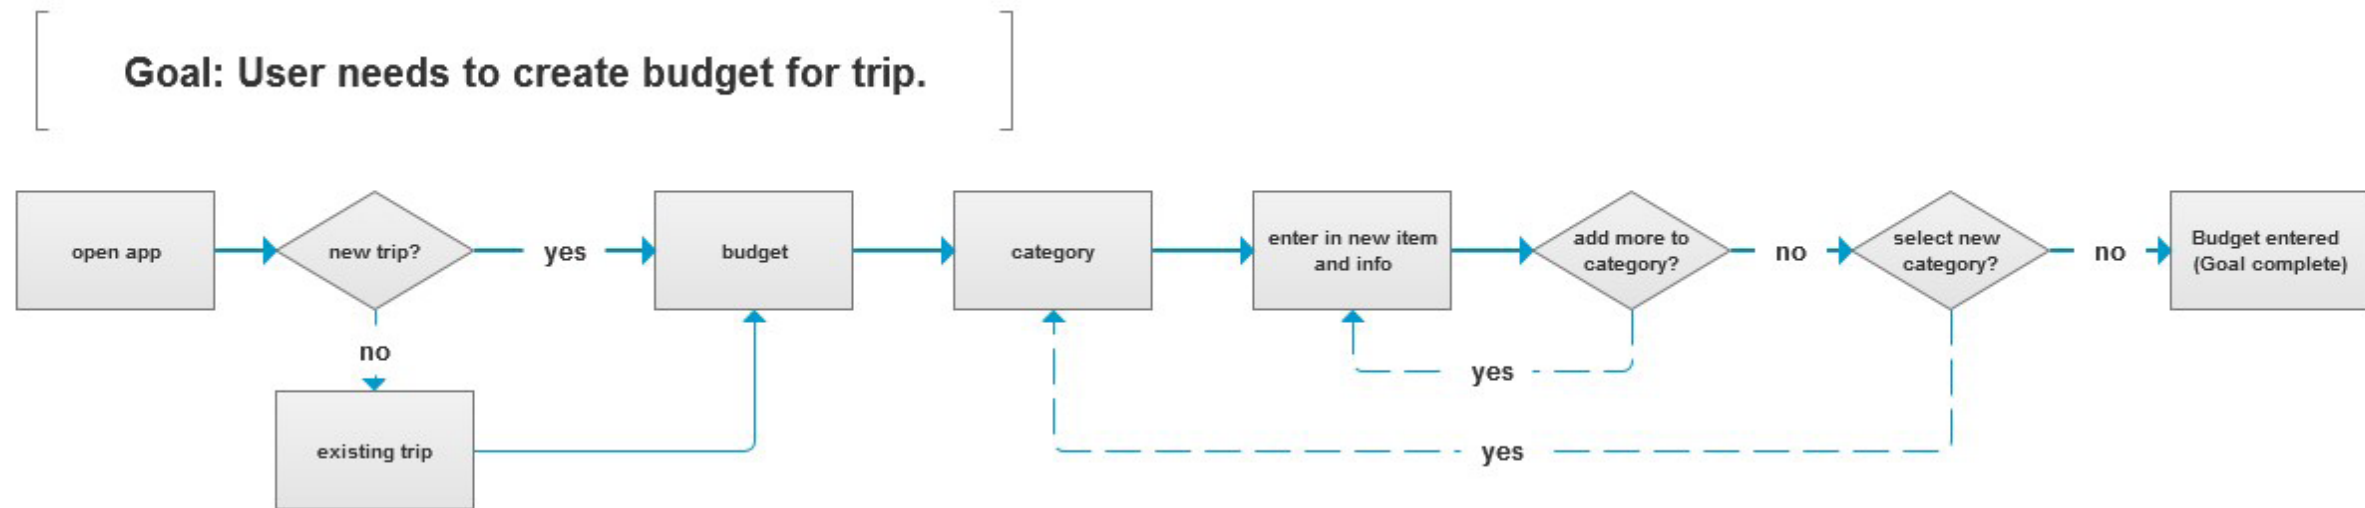 Goal: User needs to create budget for trip.
open app
new trip?
yes
budget
category
enter in new item
and info
add more to
category?
no
select new
category?
no
Budget entered
(Goal complete)
no
yes
existing trip
yes